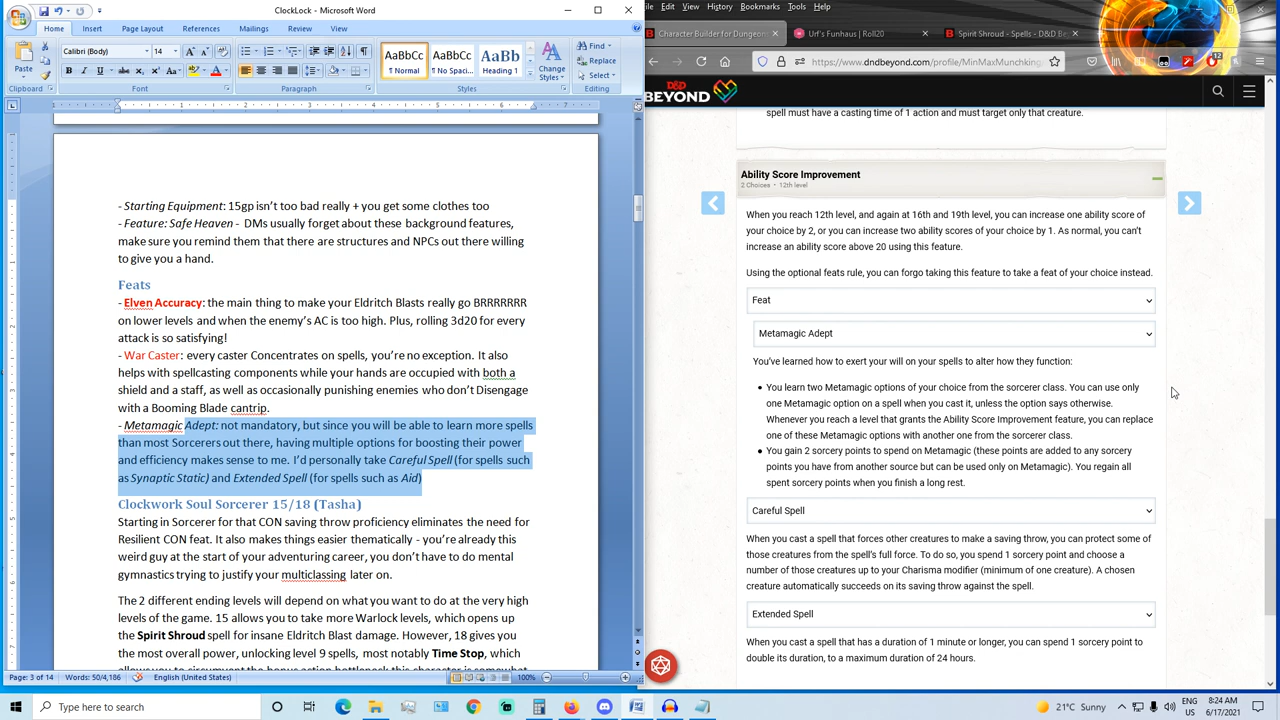 ClockLock - Microsoft Word
Home Insert Page Layout References Mailings Review View
Calibri (Body) 14
Paste
Clipboard Font Paragraph Styles Editing
AaBbCc AaBbCc AaBb
¶ Normal ¶ No Spaci... Heading 1
Change Styles
Find
Replace
Select
- Starting Equipment: 15gp isn't too bad really + you get some clothes too
- Feature: Safe Heaven - DMs usually forget about these background features,
make sure you remind them that there are structures and NPCs out there willing
to give you a hand.
Feats
- Elven Accuracy: the main thing to make your Eldritch Blasts really go BRRRRRRR
on lower levels and when the enemy's AC is too high. Plus, rolling 3d20 for every
attack is so satisfying!
- War Caster: every caster Concentrates on spells, you're no exception. It also
helps with spellcasting components while your hands are occupied with both a
shield and a staff, as well as occasionally punishing enemies who don't Disengage
with a Booming Blade cantrip.
- Metamagic Adept: not mandatory, but since you will be able to learn more spells
than most Sorcerers out there, having multiple options for boosting their power
and efficiency makes sense to me. I'd personally take Careful Spell (for spells such
as Synaptic Static) and Extended Spell (for spells such as Aid)
Clockwork Soul Sorcerer 15/18 (Tasha)
Starting in Sorcerer for that CON saving throw proficiency eliminates the need for
Resilient CON feat. It also makes things easier thematically - you're already this
weird guy at the start of your adventuring career, you don't have to do mental
gymnastics trying to justify your multiclassing later on.
The 2 different ending levels will depend on what you want to do at the very high
levels of the game. 15 allows you to take more Warlock levels, which opens up
the Spirit Shroud spell for insane Eldritch Blast damage. However, 18 gives you
the most overall power, unlocking level 9 spells, most notably Time Stop, which
allows you to circumvent the bonus action bottleneck this character is somewhat
Page: 3 of 14 Words: 50/4,186 English (United States) 100%
Edit View History Bookmarks Tools Help
Character Builder for Dungeons
Urf's Funhaus | Roll20
Spirit Shroud - Spells - D&D Be
https://www.dndbeyond.com/profile/MinMaxMunchking
D&D
BEYOND
spell must have a casting time of 1 action and must target only that creature.
Ability Score Improvement
2 Choices • 12th level
When you reach 12th level, and again at 16th and 19th level, you can increase one ability score of
your choice by 2, or you can increase two ability scores of your choice by 1. As normal, you can't
increase an ability score above 20 using this feature.
Using the optional feats rule, you can forgo taking this feature to take a feat of your choice instead.
Feat
Metamagic Adept
You've learned how to exert your will on your spells to alter how they function:
• You learn two Metamagic options of your choice from the sorcerer class. You can use only
one Metamagic option on a spell when you cast it, unless the option says otherwise.
Whenever you reach a level that grants the Ability Score Improvement feature, you can replace
one of these Metamagic options with another one from the sorcerer class.
• You gain 2 sorcery points to spend on Metamagic (these points are added to any sorcery
points you have from another source but can be used only on Metamagic). You regain all
spent sorcery points when you finish a long rest.
Careful Spell
When you cast a spell that forces other creatures to make a saving throw, you can protect some of
those creatures from the spell's full force. To do so, you spend 1 sorcery point and choose a
number of those creatures up to your Charisma modifier (minimum of one creature). A chosen
creature automatically succeeds on its saving throw against the spell.
Extended Spell
When you cast a spell that has a duration of 1 minute or longer, you can spend 1 sorcery point to
double its duration, to a maximum duration of 24 hours.
Type here to search
21°C Sunny
ENG
US
8:24 AM
6/17/2021